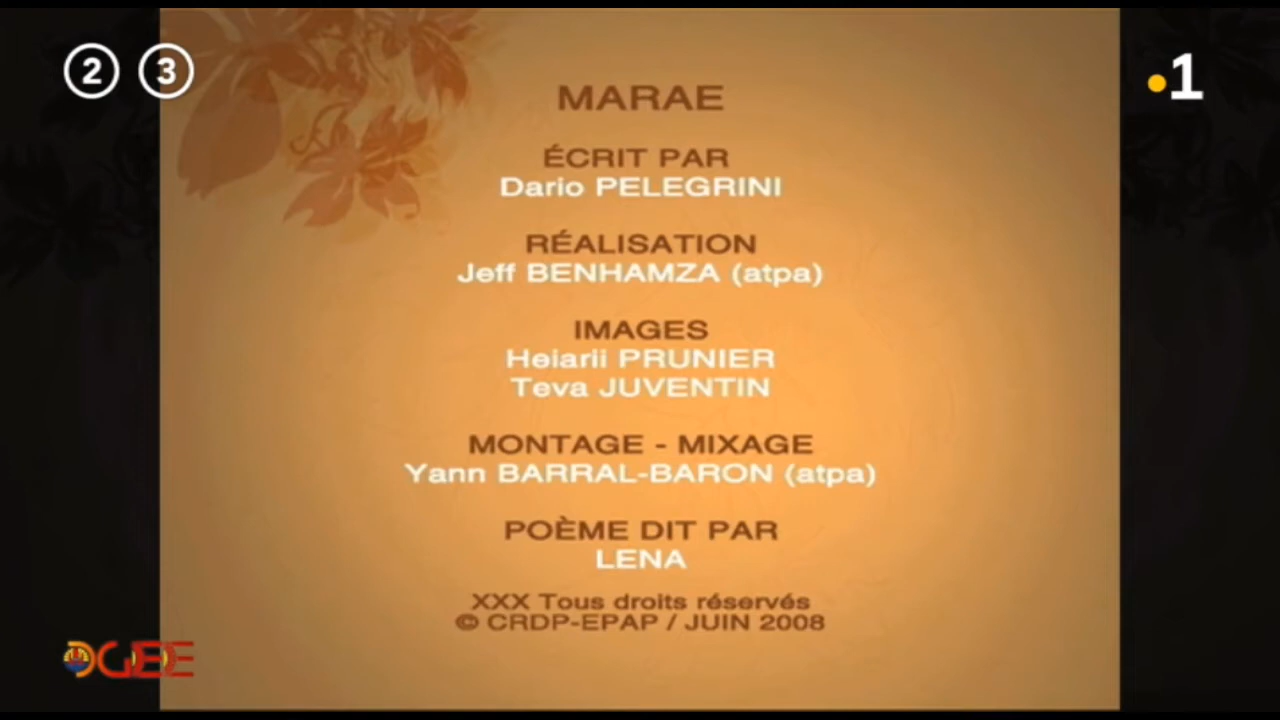 2 3
1
MARAE
ÉCRIT PAR
Dario PELEGRINI
RÉALISATION
Jeff BENHAMZA (atpa)
IMAGES
Heiarii PRUNIER
Teva JUVENTIN
MONTAGE - MIXAGE
Yann BARRAL-BARON (atpa)
POÈME DIT PAR
LENA
XXX Tous droits réservés
© CRDP-EPAP / JUIN 2008
DGEE